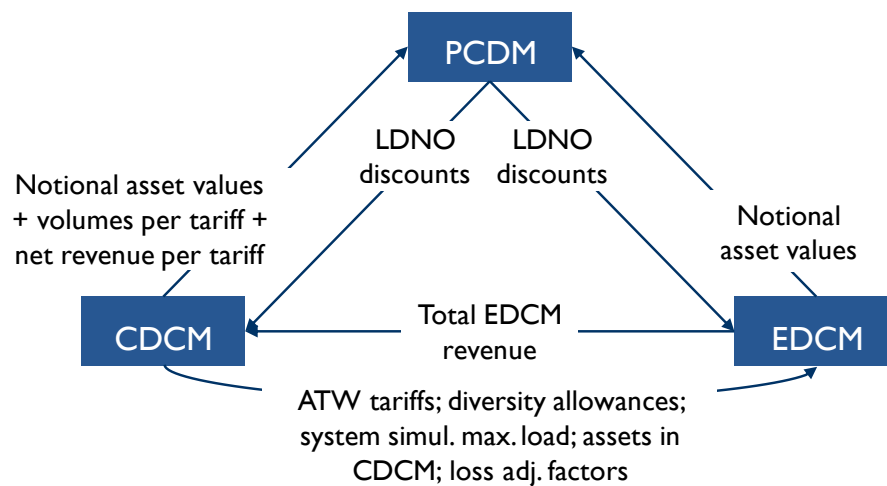 PCDM
LDNO
discounts
LDNO
discounts
Notional asset values
+ volumes per tariff +
net revenue per tariff
Notional
asset values
CDCM
Total EDCM
revenue
EDCM
ATW tariffs; diversity allowances;
system simul. max. load; assets in
CDCM; loss adj. factors